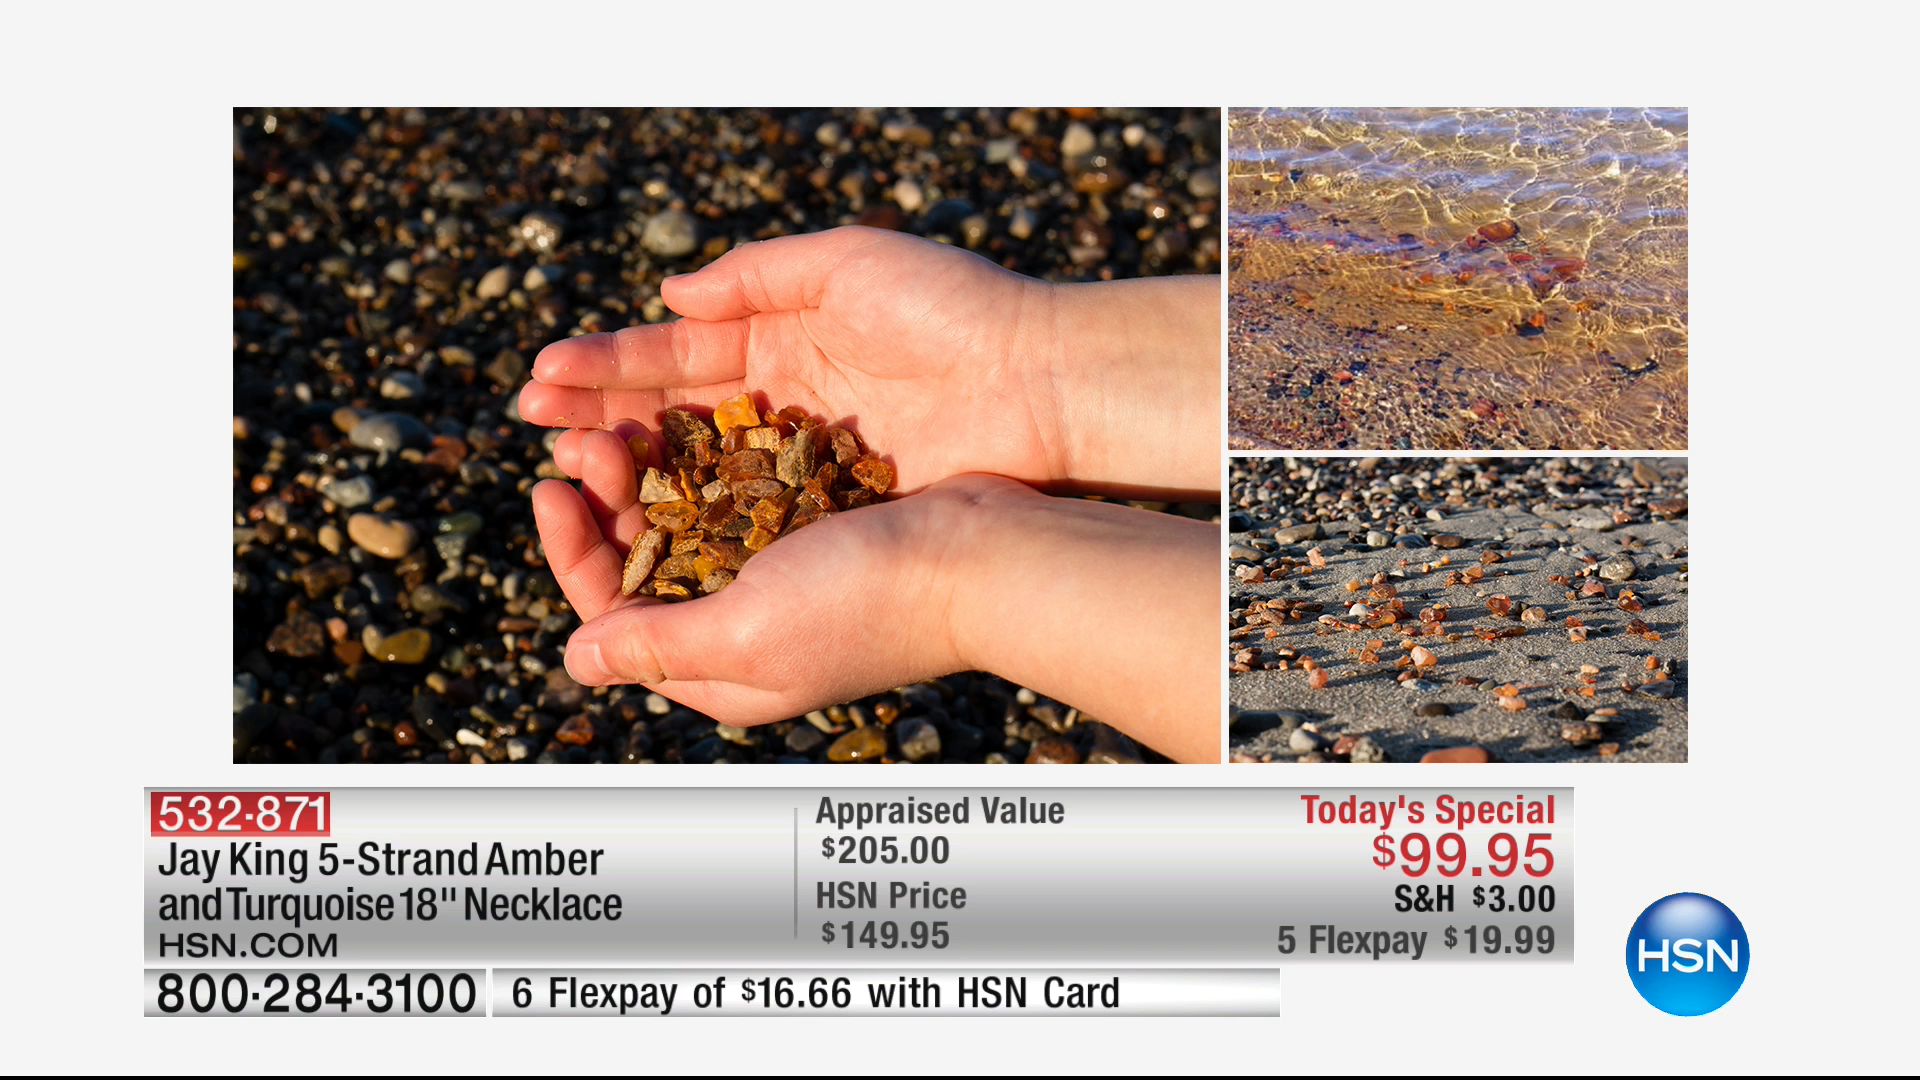 532·871
Jay King 5-Strand Amber
and Turquoise 18" Necklace
HSN.COM
Appraised Value
$205.00
HSN Price
$149.95
Today's Special
$99.95
S&H $3.00
5 Flexpay $19.99
800·284·3100
6 Flexpay of $16.66 with HSN Card
HSN